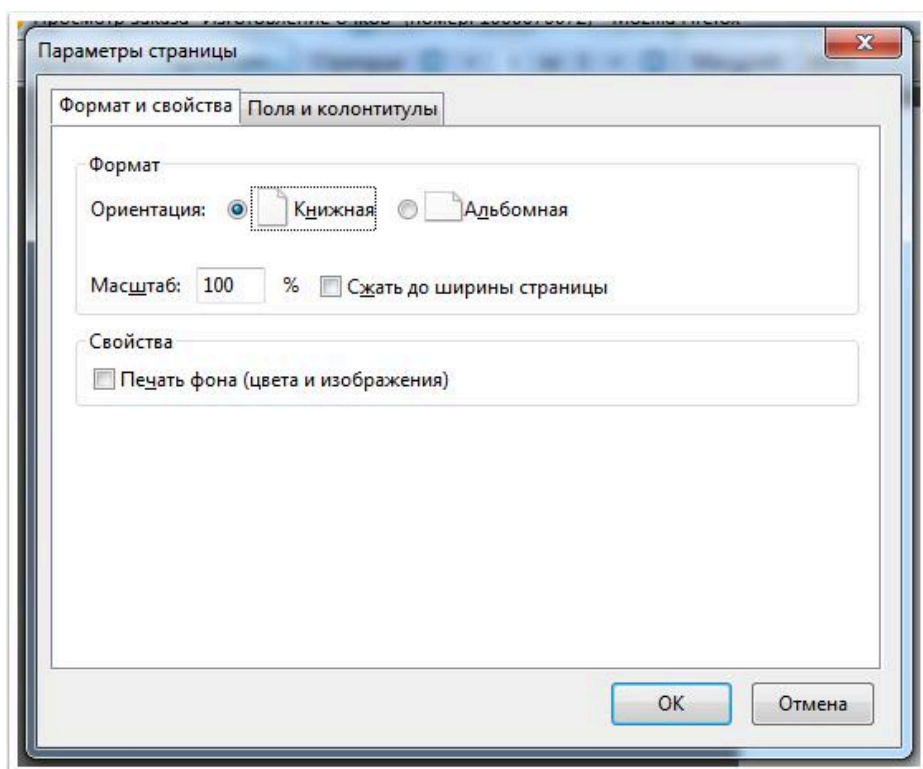 Параметры страницы
Формат и свойства Поля и колонтитулы
Формат
Ориентация: Книжная Альбомная
Масштаб: 100 % Сжать до ширины страницы
Свойства
Печать фона (цвета и изображения)
OK Отмена